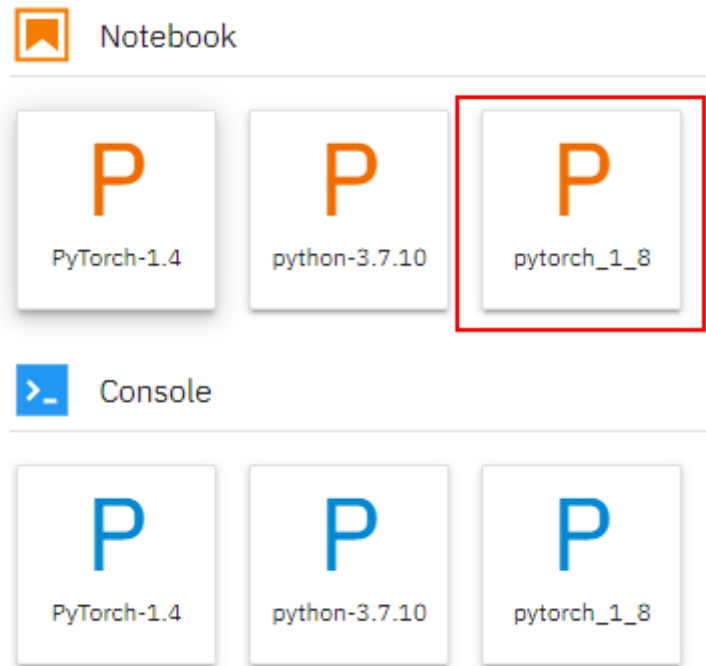 Notebook
P P P
PyTorch-1.4 python-3.7.10 pytorch_1_8
>_ Console
P P P
PyTorch-1.4 python-3.7.10 pytorch_1_8